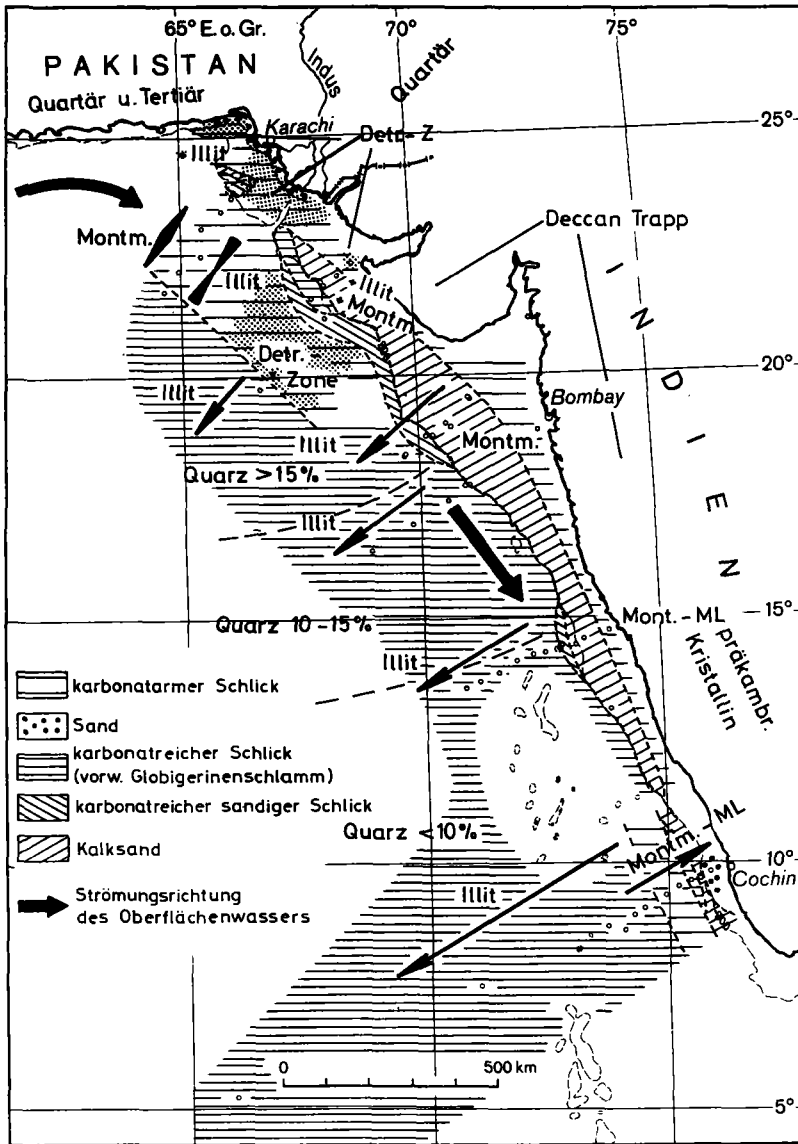 65° E.o.Gr.
70°
75°
PAKISTAN
Quartär u. Tertiär
Indus
Quartär
25°
Karachi
Illit
Detr.-Z
Montm.
Deccan Trapp
Illit
Illit
+ Montm.
INDIEN
20°
Detr.
Zone
Illit
Bombay
Illit
Montm.
Quarz >15%
Illit
Quarz 10-15%
Mont.-ML
15°
Illit
präkambr.
Kristallin
karbonatarmer Schlick
Sand
karbonatreicher Schlick
(vorw. Globigerinenschlamm)
karbonatreicher sandiger Schlick
Kalksand
Strömungsrichtung
des Oberflächenwassers
Quarz <10%
Montm.-ML
10°
Cochin
Illit
0 500 km
5°